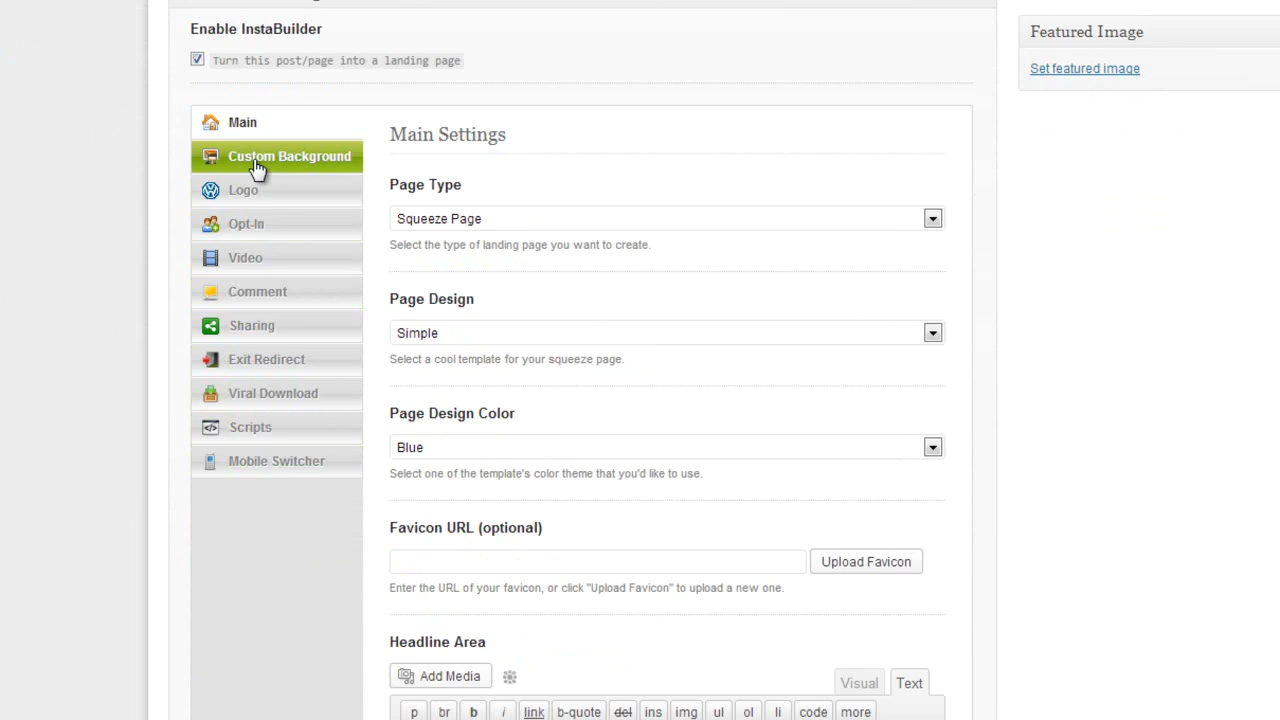 Enable InstaBuilder
Turn this post/page into a landing page
Featured Image
Set featured image
Main
Custom Background
Logo
Opt-In
Video
Comment
Sharing
Exit Redirect
Viral Download
Scripts
Mobile Switcher
Main Settings
Page Type
Squeeze Page
Select the type of landing page you want to create.
Page Design
Simple
Select a cool template for your squeeze page.
Page Design Color
Blue
Select one of the template's color theme that you'd like to use.
Favicon URL (optional)
Upload Favicon
Enter the URL of your favicon, or click "Upload Favicon" to upload a new one.
Headline Area
Add Media
Visual Text
p br b i link b-quote del ins img ul ol li code more